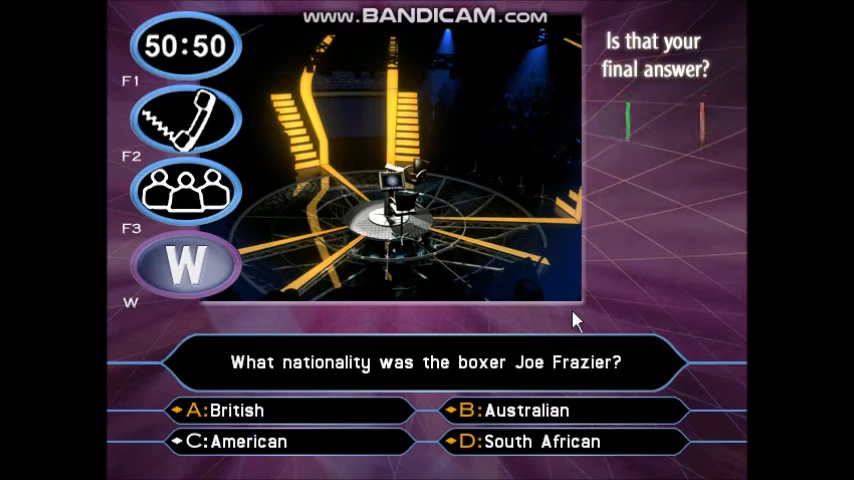 www.BANDICAM.com
50:50
Is that your
final answer?
F1
F2
F3
W
W
What nationality was the boxer Joe Frazier?
A:British
B:Australian
C:American
D:South African